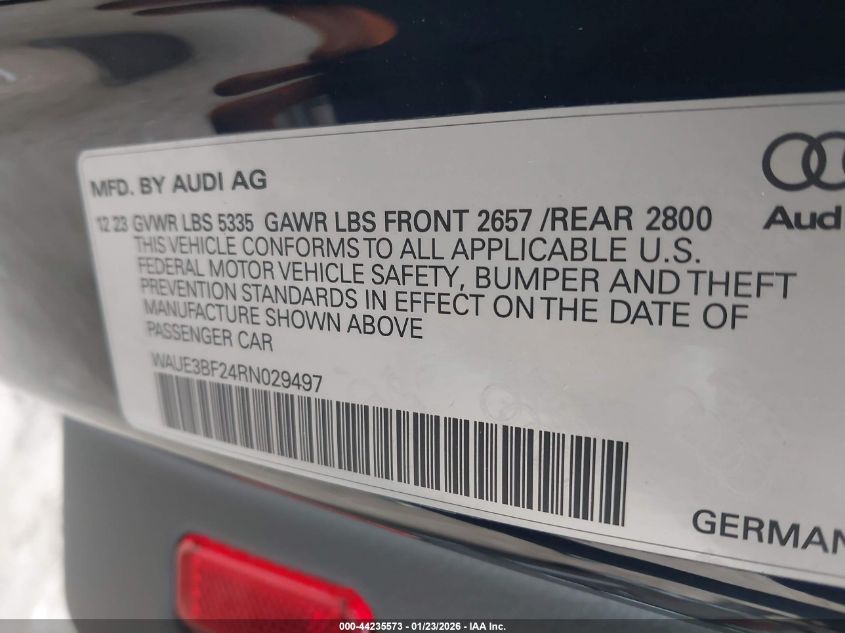 MFD. BY AUDI AG
Audi
12 23 GVWR LBS 5335 GAWR LBS FRONT 2657 /REAR 2800
THIS VEHICLE CONFORMS TO ALL APPLICABLE U.S.
FEDERAL MOTOR VEHICLE SAFETY, BUMPER AND THEFT
PREVENTION STANDARDS IN EFFECT ON THE DATE OF
MANUFACTURE SHOWN ABOVE
PASSENGER CAR
WAUE3BF24RN029497
GERMAN
000-44235573 - 01/23/2026 - IAA Inc.